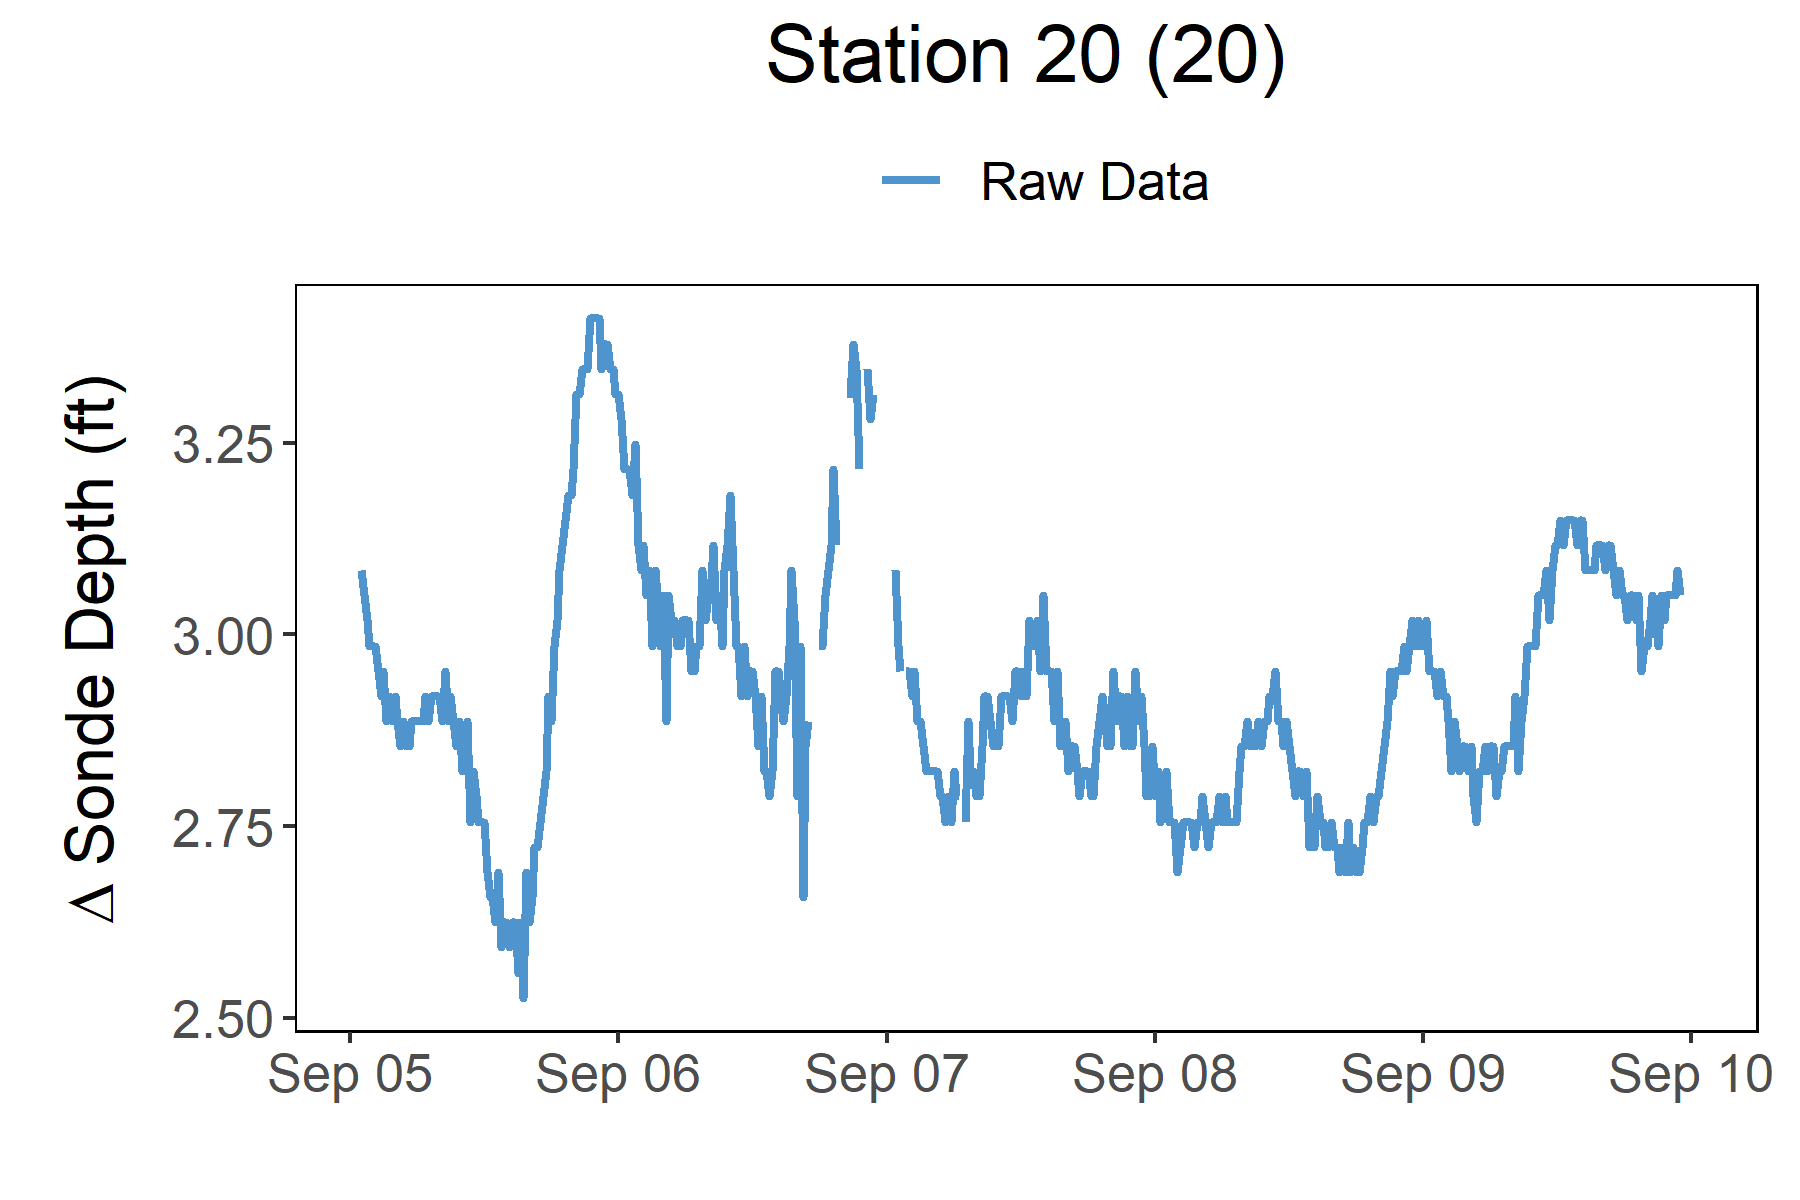 Station 20 (20)
Raw Data
Δ Sonde Depth (ft)
3.25
3.00
2.75
2.50
Sep 05 Sep 06 Sep 07 Sep 08 Sep 09 Sep 10